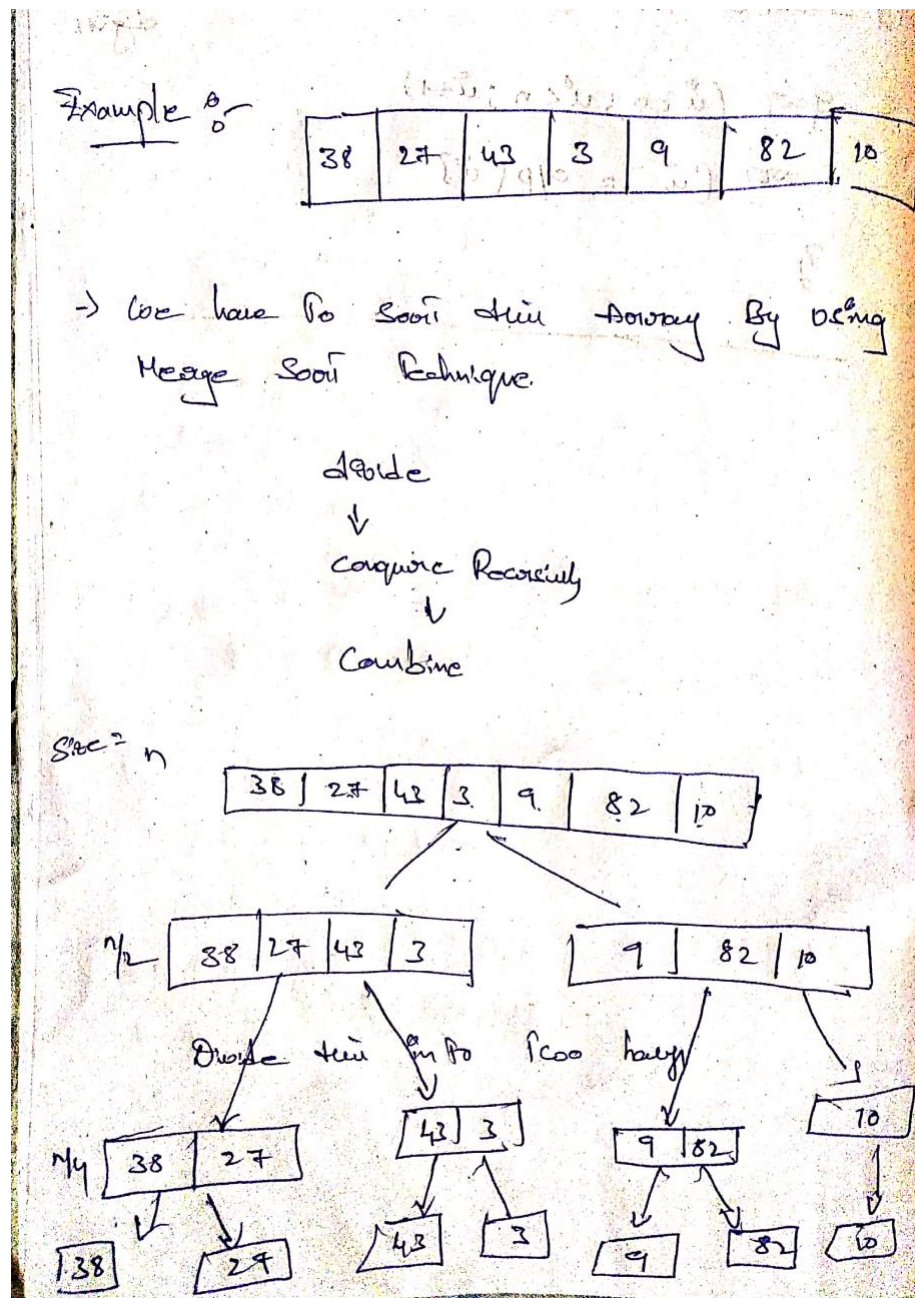 Example :-
38 27 43 3 9 82 10
-> we have to sort this Array By using
Merge Sort Technique.
divide
↓
conquire Recursively
↓
Combine
Size = n
38 27 43 3 9 82 10
n/2 38 27 43 3 9 82 10
Divide this in to Two halfs
n/4 38 27 43 3 9 82 10
38 27 43 3 9 82 10